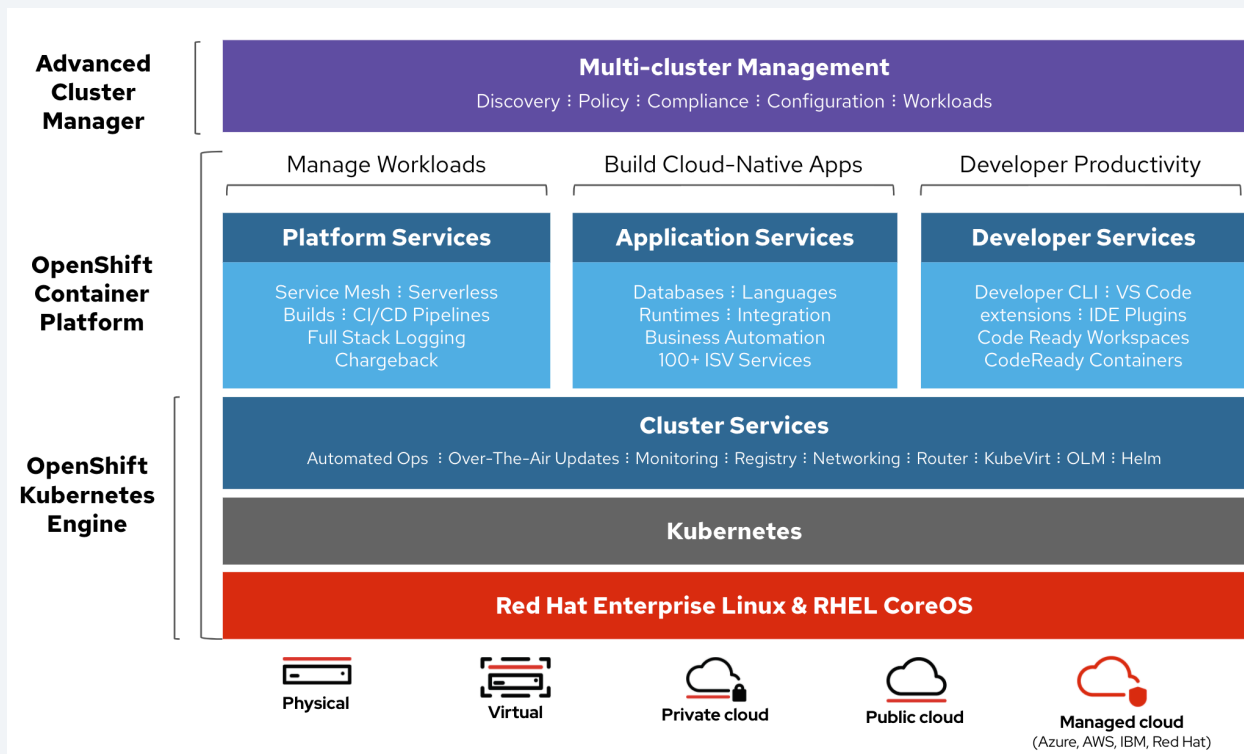 Advanced
Cluster
Manager
Multi-cluster Management
Discovery ⋮ Policy ⋮ Compliance ⋮ Configuration ⋮ Workloads
OpenShift
Container
Platform
Manage Workloads
Platform Services
Service Mesh ⋮ Serverless
Builds ⋮ CI/CD Pipelines
Full Stack Logging
Chargeback
Build Cloud-Native Apps
Application Services
Databases ⋮ Languages
Runtimes ⋮ Integration
Business Automation
100+ ISV Services
Developer Productivity
Developer Services
Developer CLI ⋮ VS Code
extensions ⋮ IDE Plugins
Code Ready Workspaces
CodeReady Containers
OpenShift
Kubernetes
Engine
Cluster Services
Automated Ops ⋮ Over-The-Air Updates ⋮ Monitoring ⋮ Registry ⋮ Networking ⋮ Router ⋮ KubeVirt ⋮ OLM ⋮ Helm
Kubernetes
Red Hat Enterprise Linux & RHEL CoreOS
Physical
Virtual
Private cloud
Public cloud
Managed cloud
(Azure, AWS, IBM, Red Hat)